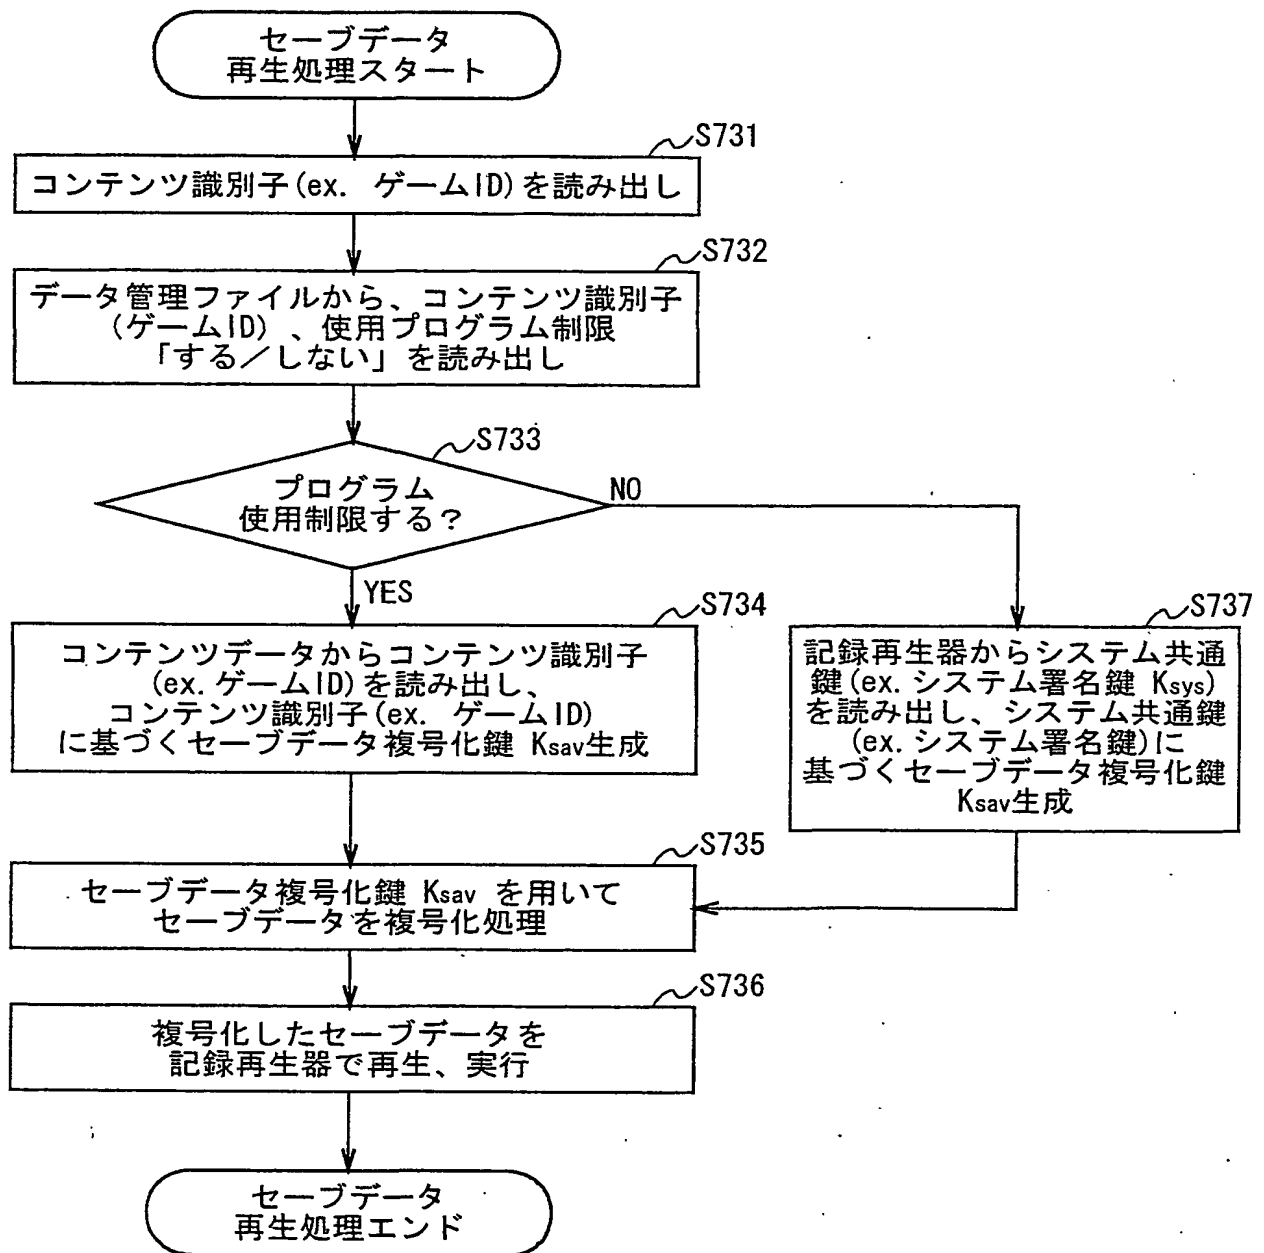 セーブデータ
再生処理スタート
S731
コンテンツ識別子(ex. ゲームID)を読み出し
S732
データ管理ファイルから、コンテンツ識別子
(ゲームID) 、使用プログラム制限
「する/しない」を読み出し
S733
プログラム
使用制限する?
NO
YES
S734
コンテンツデータからコンテンツ識別子
(ex.ゲームID)を読み出し、
コンテンツ識別子(ex. ゲームID)
に基づくセーブデータ複号化鍵 Ksav生成
S737
記録再生器からシステム共通
鍵(ex.システム署名鍵 Ksys)
を読み出し、システム共通鍵
(ex.システム署名鍵)に
基づくセーブデータ複号化鍵
Ksav生成
S735
セーブデータ複号化鍵 Ksav を用いて
セーブデータを複号化処理
S736
複号化したセーブデータを
記録再生器で再生、実行
セーブデータ
再生処理エンド